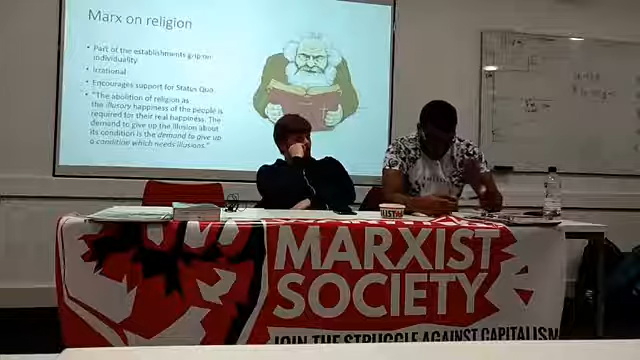 Marx on religion
• Part of the establishments grip on
individuality
• Irrational
• Encourages support for Status Quo
• "The abolition of religion as
the illusory happiness of the people is
required for their real happiness. The
demand to give up the illusion about
its condition is the demand to give up
a condition which needs illusions."
MARXIST
SOCIETY
JOIN THE STRUGGLE AGAINST CAPITALISM